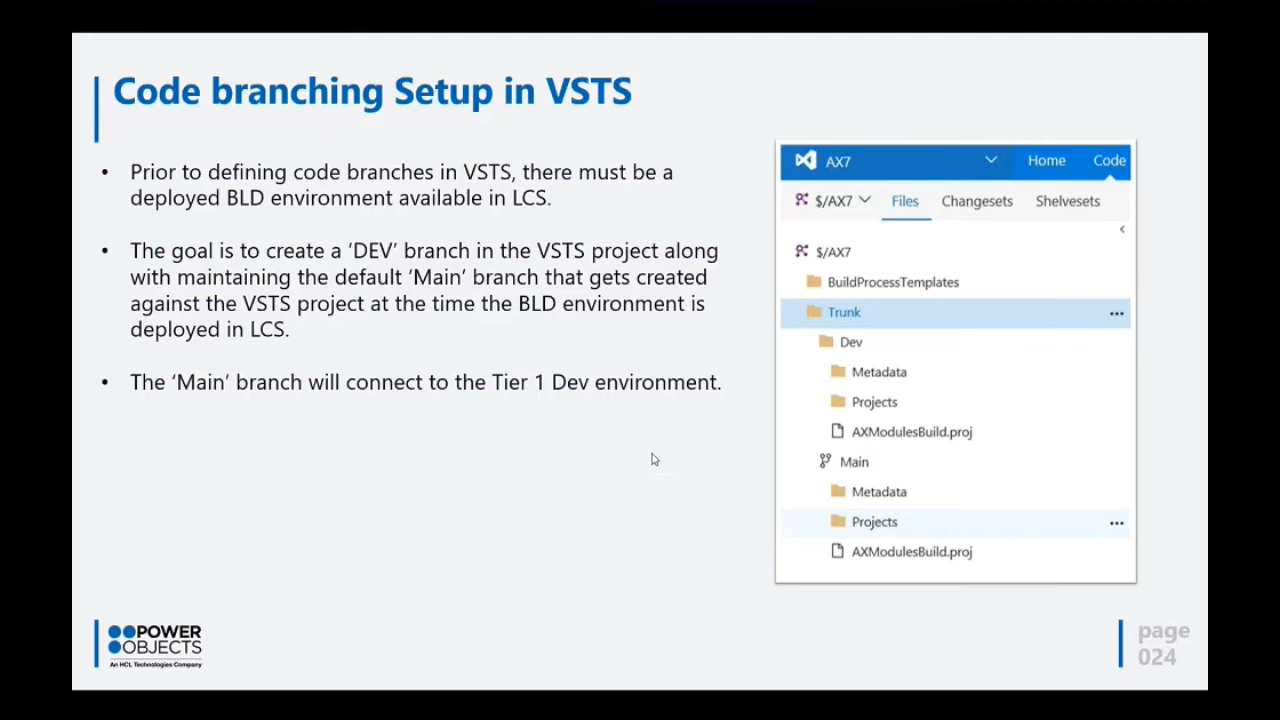 Code branching Setup in VSTS
• Prior to defining code branches in VSTS, there must be a
deployed BLD environment available in LCS.
• The goal is to create a ‘DEV’ branch in the VSTS project along
with maintaining the default ‘Main’ branch that gets created
against the VSTS project at the time the BLD environment is
deployed in LCS.
• The ‘Main’ branch will connect to the Tier 1 Dev environment.
AX7 Home Code
$/AX7 Files Changesets Shelvesets
$/AX7
BuildProcessTemplates
Trunk
Dev
Metadata
Projects
AXModulesBuild.proj
Main
Metadata
Projects
AXModulesBuild.proj
POWER
OBJECTS
An HCL Technologies Company
page
024